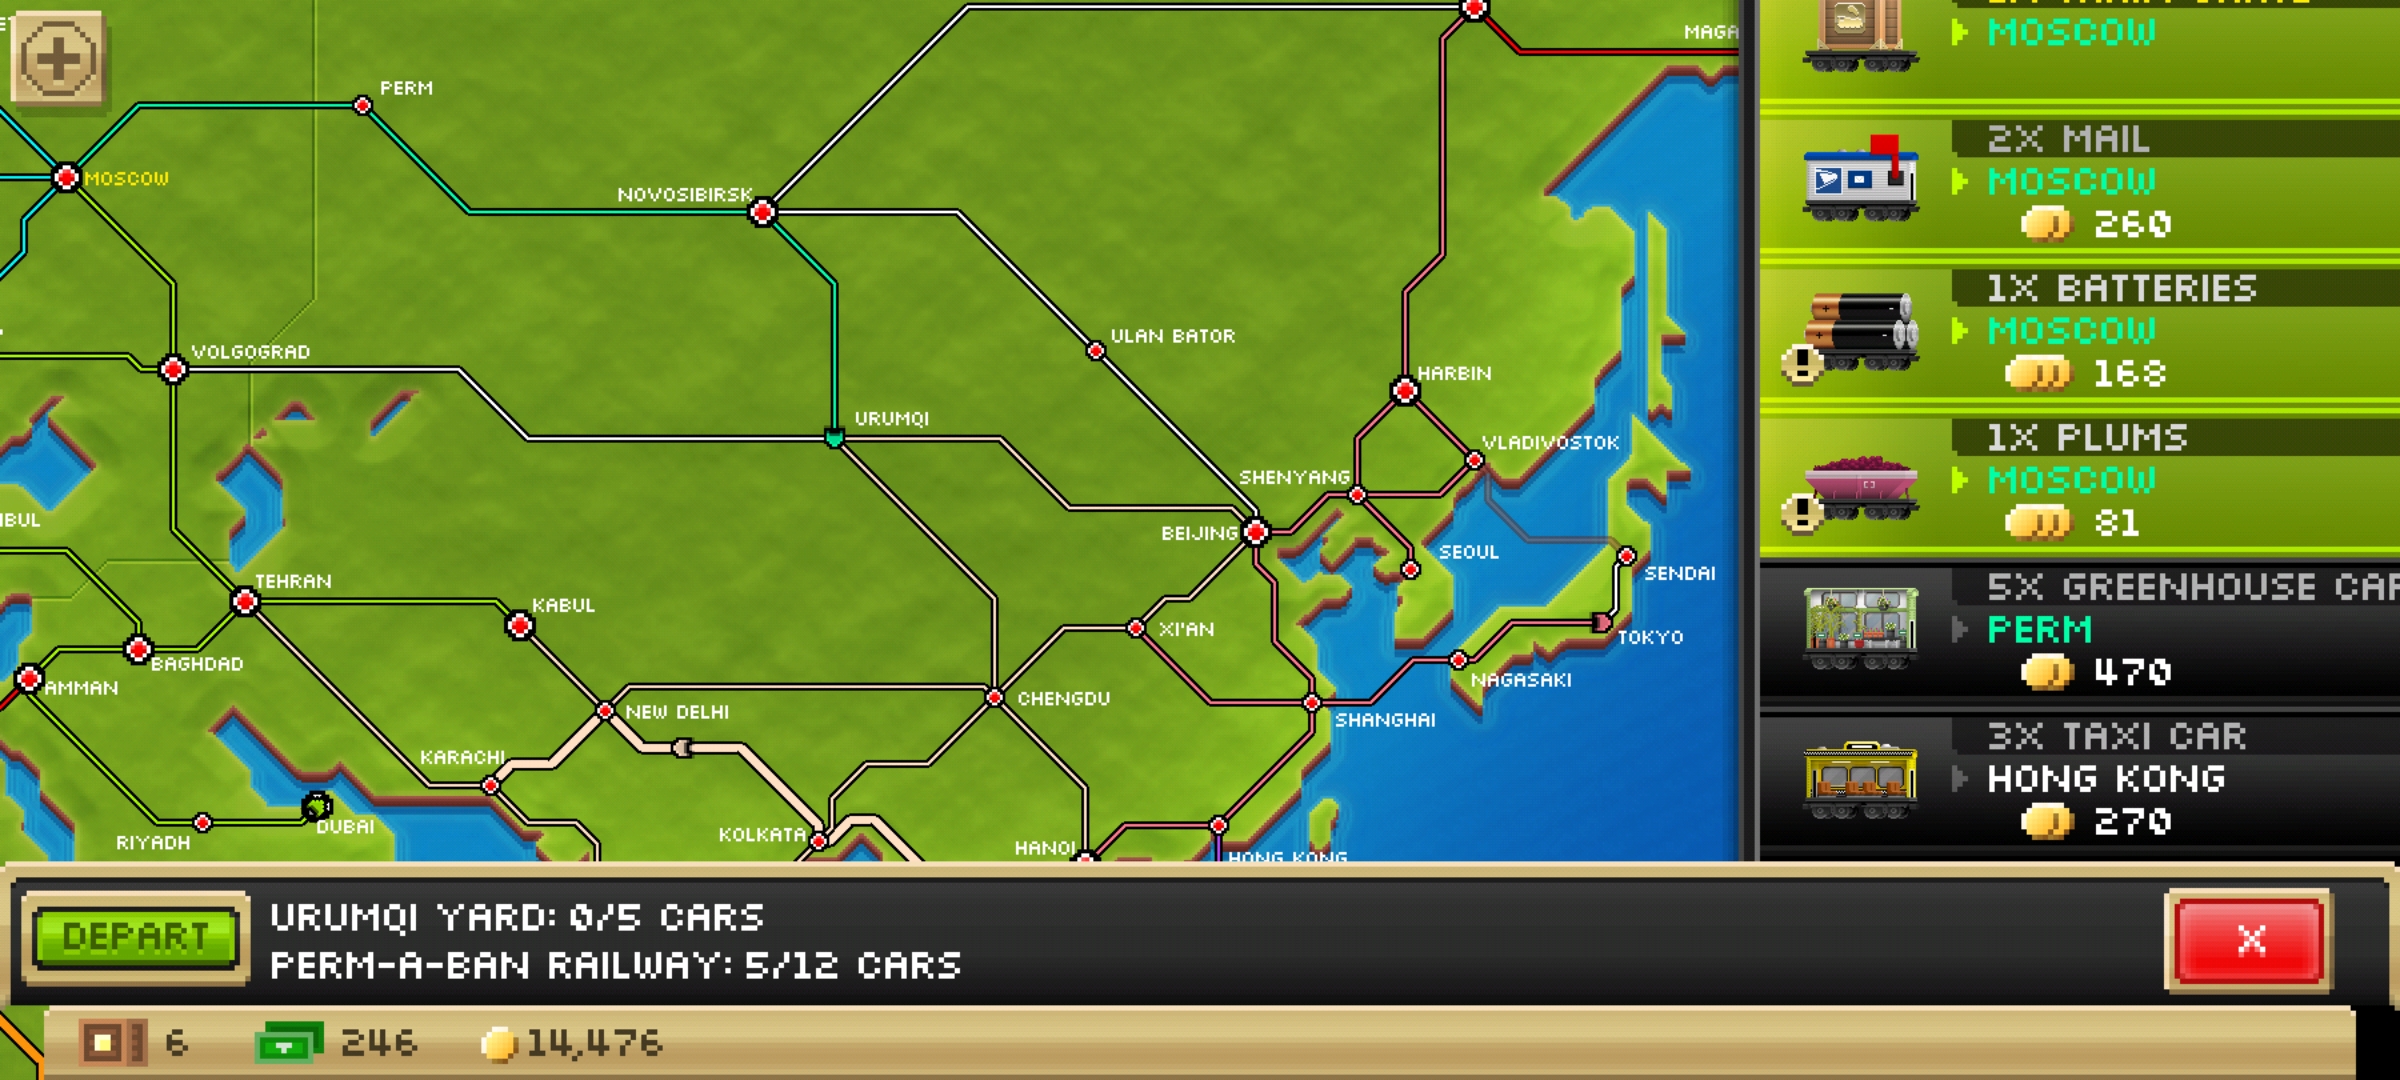 MAGA
PERM
MOSCOW
NOVOSIBIRSK
ULAN BATOR
VOLGOGRAD
HARBIN
URUMQI
VLADIVOSTOK
SHENYANG
BEIJING
IBUL
SEOUL
SENDAI
TEHRAN
KABUL
XI'AN
TOKYO
BAGHDAD
NAGASAKI
AMMAN
NEW DELHI
CHENGDU
SHANGHAI
KARACHI
DUBAI
KOLKATA
RIYADH
HANOI
HONG KONG
MOSCOW
2X MAIL
MOSCOW
260
1X BATTERIES
MOSCOW
168
1X PLUMS
MOSCOW
81
5X GREENHOUSE CAR
PERM
470
3X TAXI CAR
HONG KONG
270
DEPART
URUMQI YARD: 0/5 CARS
PERM-A-BAN RAILWAY: 5/12 CARS
X
6
246
14,476